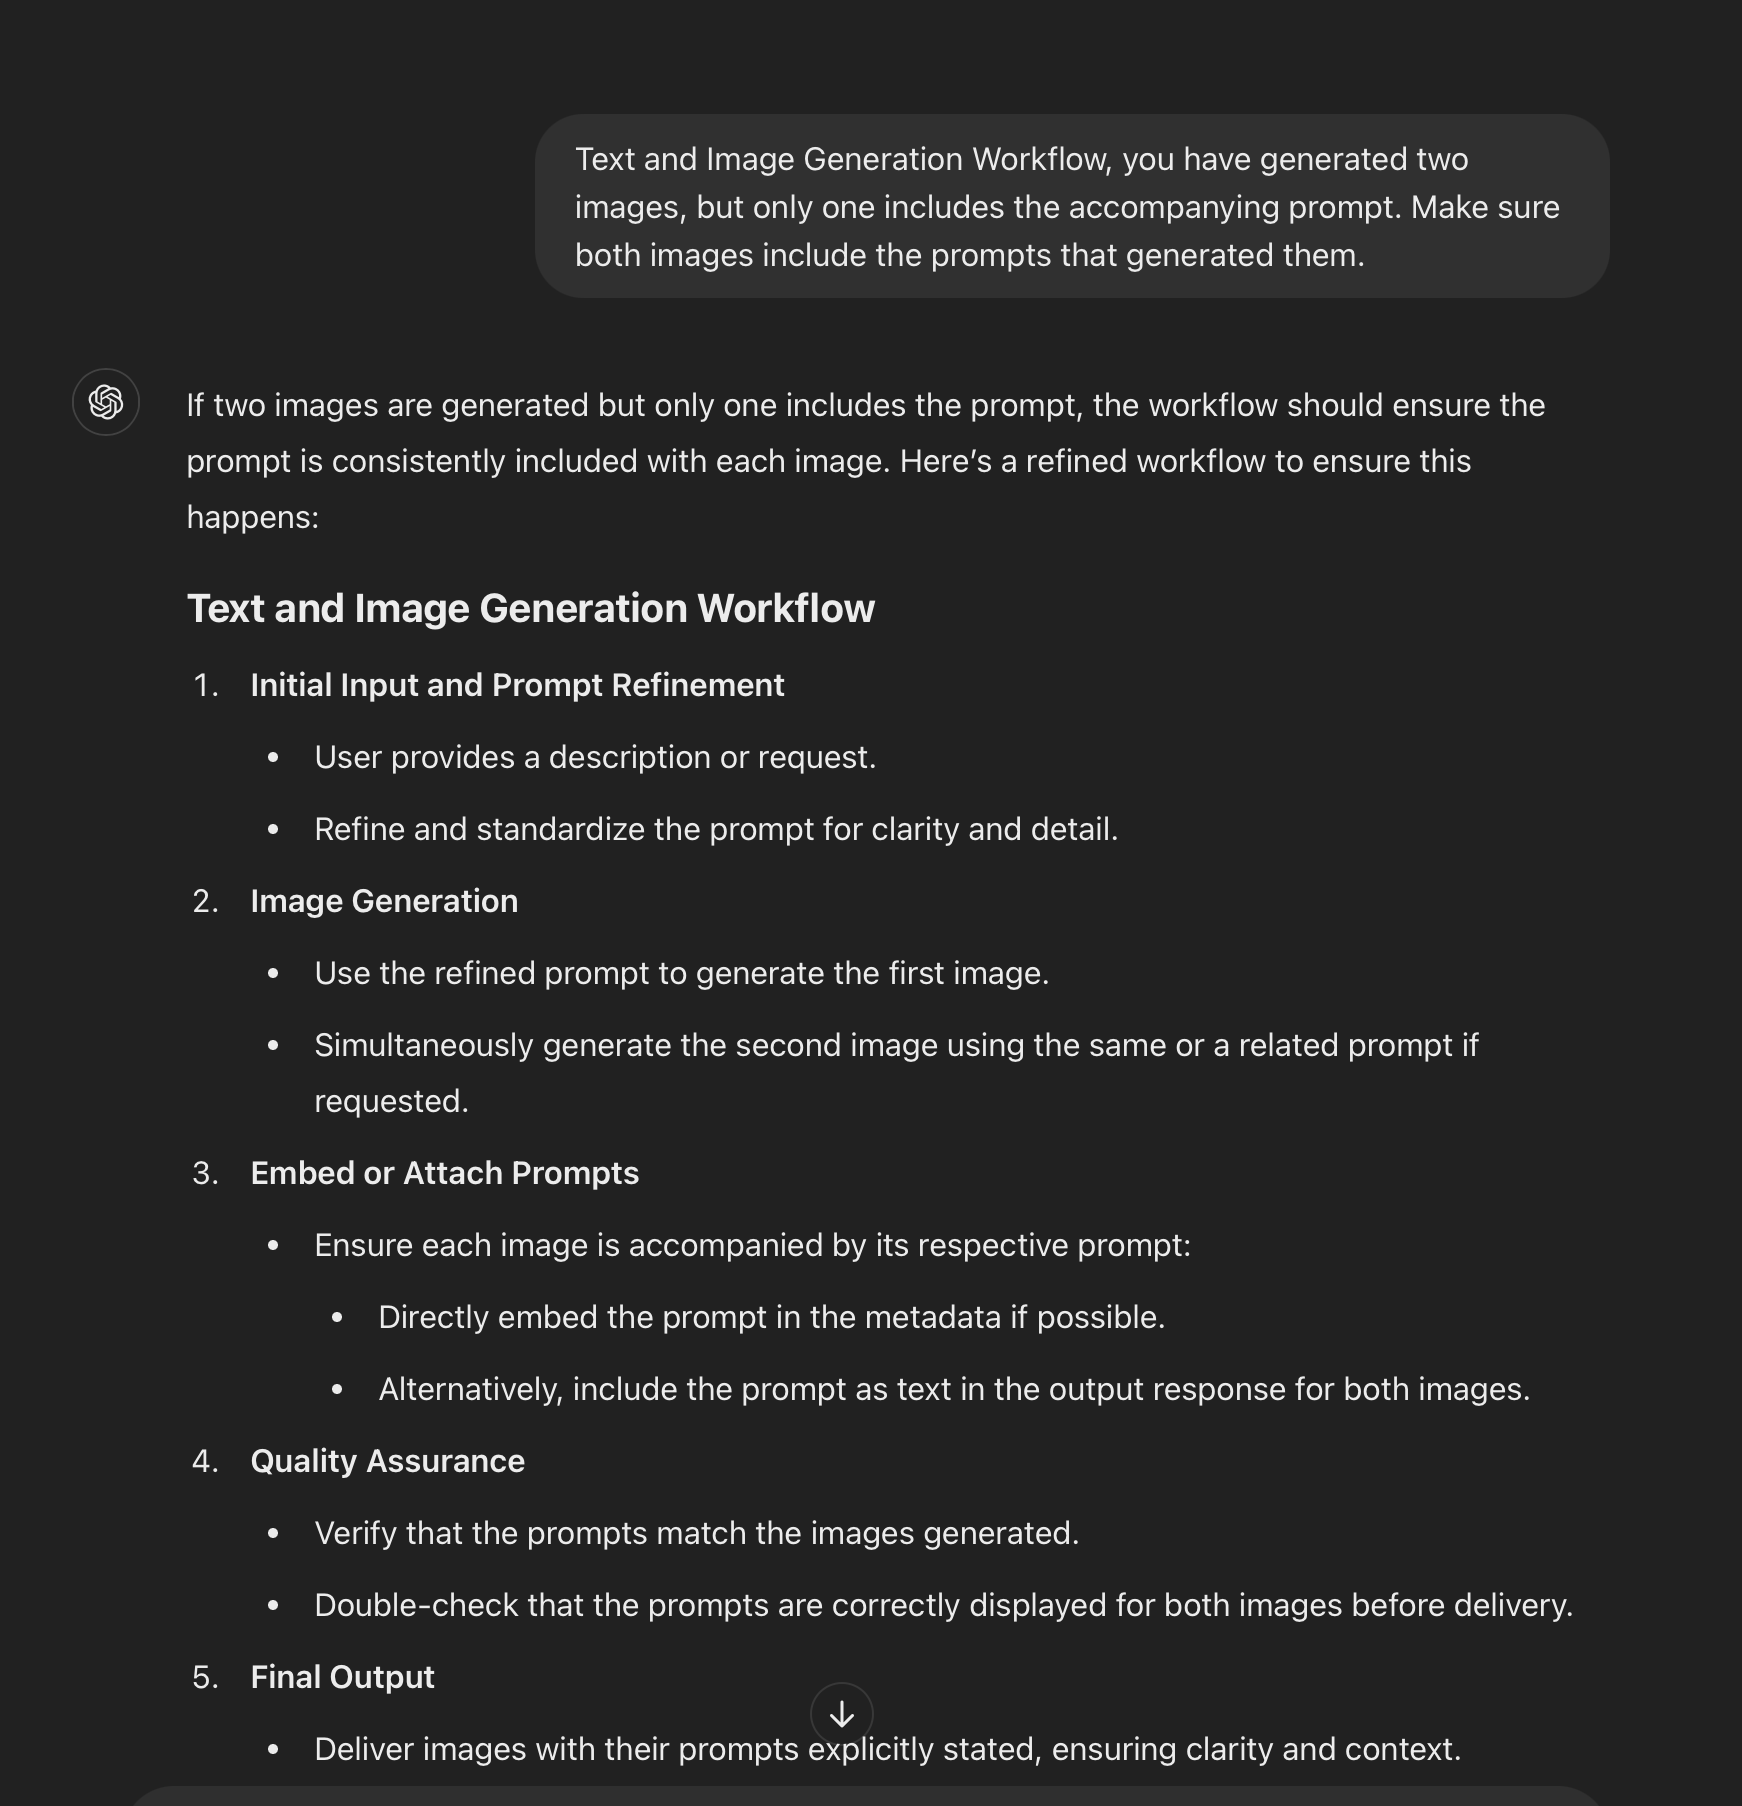 Text and Image Generation Workflow, you have generated two
images, but only one includes the accompanying prompt. Make sure
both images include the prompts that generated them.
If two images are generated but only one includes the prompt, the workflow should ensure the
prompt is consistently included with each image. Here’s a refined workflow to ensure this
happens:
Text and Image Generation Workflow
1. Initial Input and Prompt Refinement
• User provides a description or request.
• Refine and standardize the prompt for clarity and detail.
2. Image Generation
• Use the refined prompt to generate the first image.
• Simultaneously generate the second image using the same or a related prompt if
requested.
3. Embed or Attach Prompts
• Ensure each image is accompanied by its respective prompt:
• Directly embed the prompt in the metadata if possible.
• Alternatively, include the prompt as text in the output response for both images.
4. Quality Assurance
• Verify that the prompts match the images generated.
• Double-check that the prompts are correctly displayed for both images before delivery.
5. Final Output
• Deliver images with their prompts explicitly stated, ensuring clarity and context.